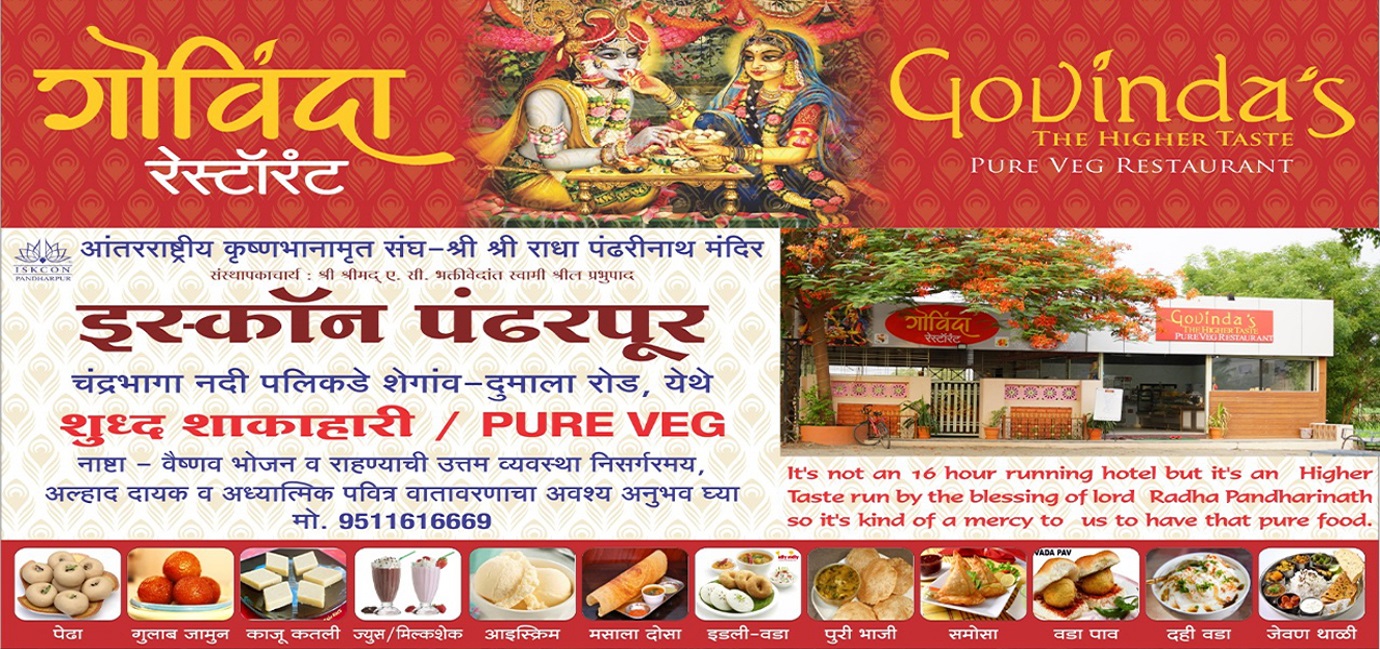 गोविंदा
रेस्टॉरंट
Govinda's
THE HIGHER TASTE
PURE VEG RESTAURANT
ISKCON
PANDHARPUR
आंतरराष्ट्रीय कृष्णभानामृत संघ-श्री श्री राधा पंढरीनाथ मंदिर
संस्थापकाचार्य : श्री श्रीमद् ए. सी. भक्तीवेदांत स्वामी श्रील प्रभुपाद
इस्कॉन पंढरपूर
चंद्रभागा नदी पलिकडे शेगांव-दुमाला रोड, येथे
शुध्द शाकाहारी / PURE VEG
नाष्टा - वैष्णव भोजन व राहण्याची उत्तम व्यवस्था निसर्गरमय,
अल्हाद दायक व अध्यात्मिक पवित्र वातावरणाचा अवश्य अनुभव घ्या
मो. 9511616669
गोविंदा
रेस्टॉरंट
Govinda's
THE HIGHER TASTE
PURE VEG RESTAURANT
It's not an 16 hour running hotel but it's an Higher
Taste run by the blessing of lord Radha Pandharinath
so it's kind of a mercy to us to have that pure food.
VADA PAV
पेढा गुलाब जामुन काजू कतली ज्युस/मिल्कशेक आइस्क्रिम मसाला दोसा इडली-वडा पुरी भाजी समोसा वडा पाव दही वडा जेवण थाळी